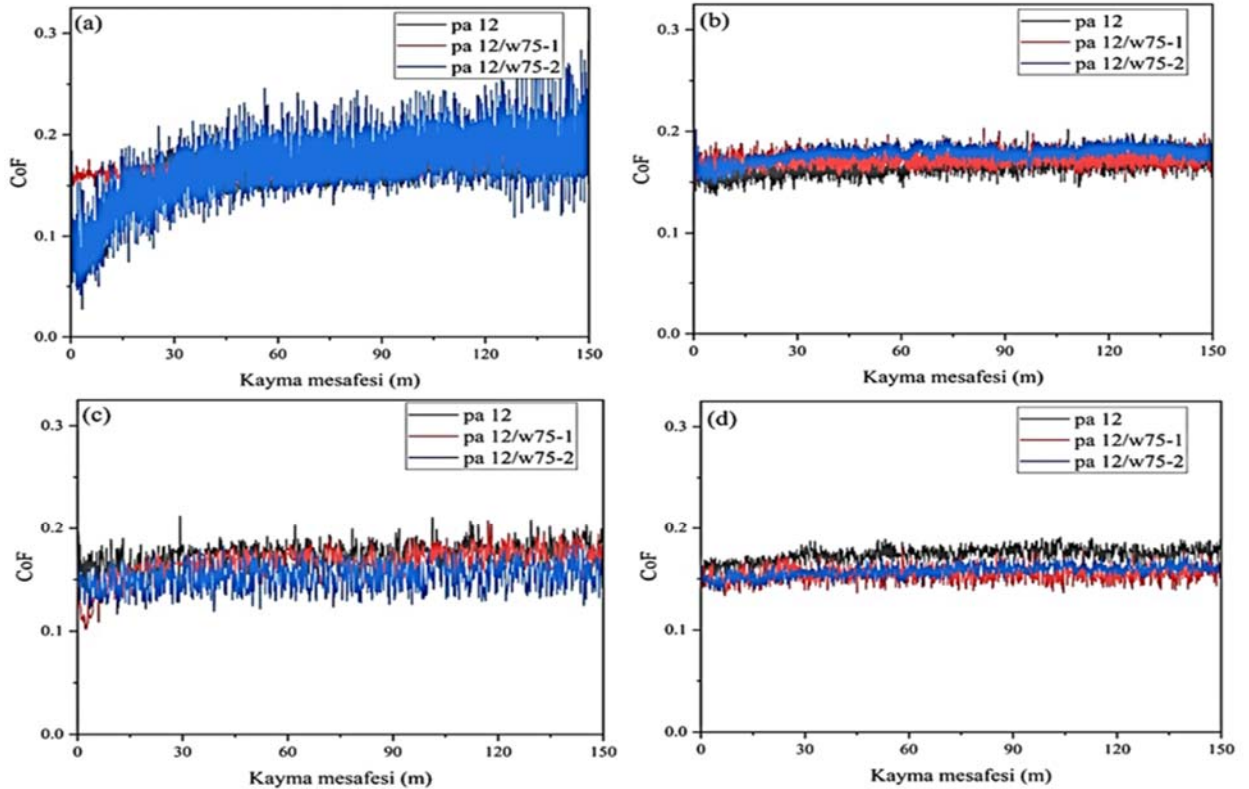 (a)
pa 12
pa 12/w75-1
pa 12/w75-2
CoF
0.3
0.2
0.1
0.0
0 30 60 90 120 150
Kayma mesafesi (m)
(b)
pa 12
pa 12/w75-1
pa 12/w75-2
CoF
0.3
0.2
0.1
0.0
0 30 60 90 120 150
Kayma mesafesi (m)
(c)
pa 12
pa 12/w75-1
pa 12/w75-2
CoF
0.3
0.2
0.1
0.0
0 30 60 90 120 150
Kayma mesafesi (m)
(d)
pa 12
pa 12/w75-1
pa 12/w75-2
CoF
0.3
0.2
0.1
0.0
0 30 60 90 120 150
Kayma mesafesi (m)